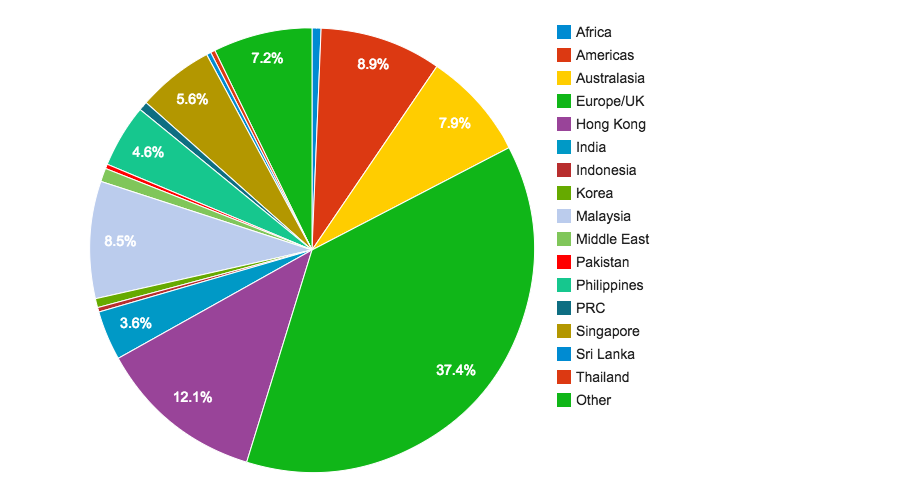 7.2%
8.9%
5.6%
7.9%
4.6%
8.5%
3.6%
37.4%
12.1%
Africa
Americas
Australasia
Europe/UK
Hong Kong
India
Indonesia
Korea
Malaysia
Middle East
Pakistan
Philippines
PRC
Singapore
Sri Lanka
Thailand
Other